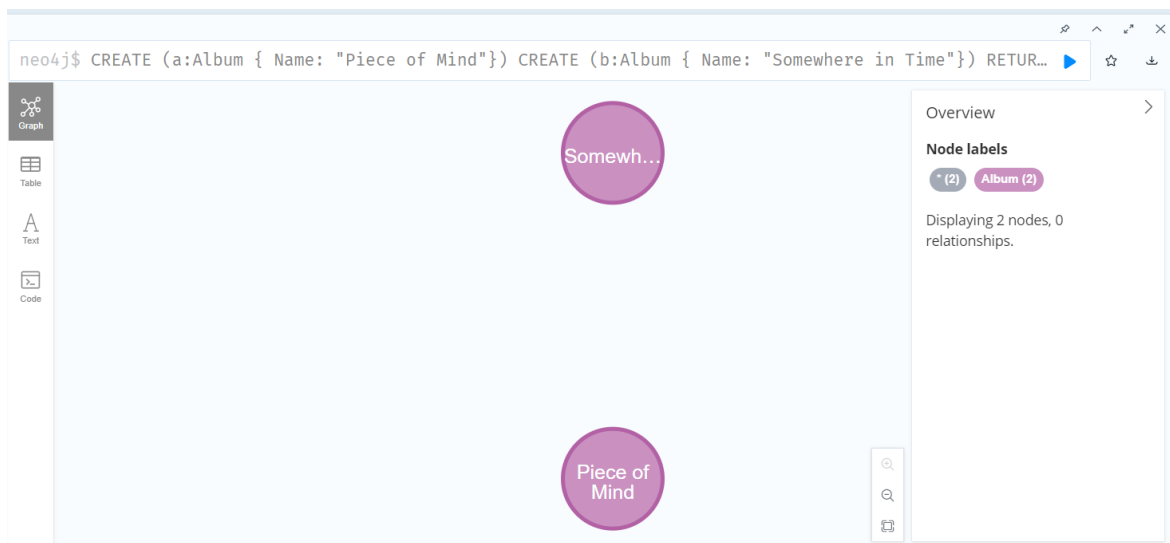 neo4j$ CREATE (a:Album { Name: "Piece of Mind"}) CREATE (b:Album { Name: "Somewhere in Time"}) RETUR…
Graph
Table
Text
Code
Somewh…
Piece of
Mind
Overview
Node labels
* (2) Album (2)
Displaying 2 nodes, 0
relationships.